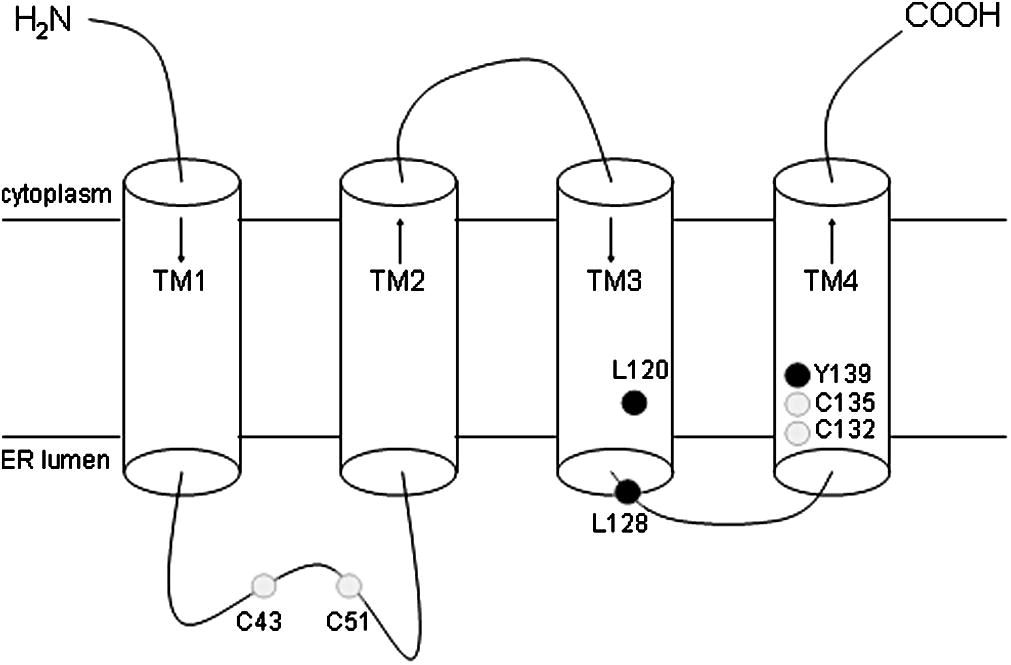 H₂N
COOH
cytoplasm
TM1
TM2
TM3
TM4
L120
Y139
C135
C132
ER lumen
L128
C43
C51